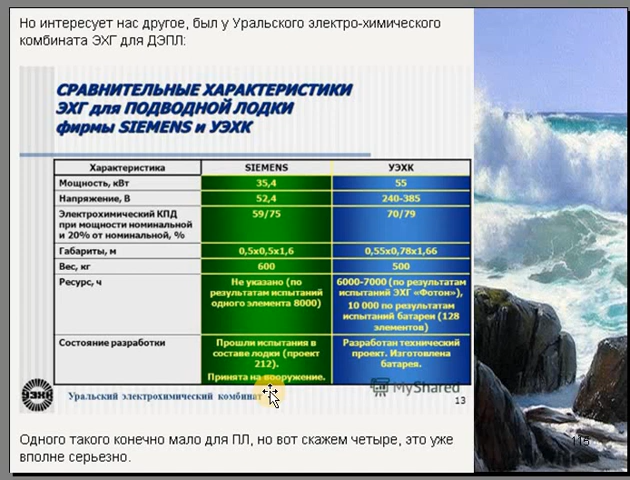 Но интересует нас другое, был у Уральского электро-химического
комбината ЭХГ для ДЭПЛ:
СРАВНИТЕЛЬНЫЕ ХАРАКТЕРИСТИКИ
ЭХГ для ПОДВОДНОЙ ЛОДКИ
фирмы SIEMENS и УЭХК
Характеристика SIEMENS УЭХК
Мощность, кВт 35,4 55
Напряжение, В 52,4 240-385
Электрохимический КПД 59/75 70/79
при мощности номинальной
и 20% от номинальной, %
Габариты, м 0,5х0,5х1,6 0,55х0,78х1,66
Вес, кг 600 500
Ресурс, ч Не указано (по 6000-7000 (по результатам
результатам испытаний испытаний ЭХГ «Фотон»),
одного элемента 8000) 10 000 по результатам
испытаний батареи (128
элементов)
Состояние разработки Прошли испытания в Разработан технический
составе лодки (проект проект. Изготовлена
212). батарея.
Принята на вооружение.
MyShared
УЭХК Уральский электрохимический комбинат 13
Одного такого конечно мало для ПЛ, но вот скажем четыре, это уже
вполне серьезно.